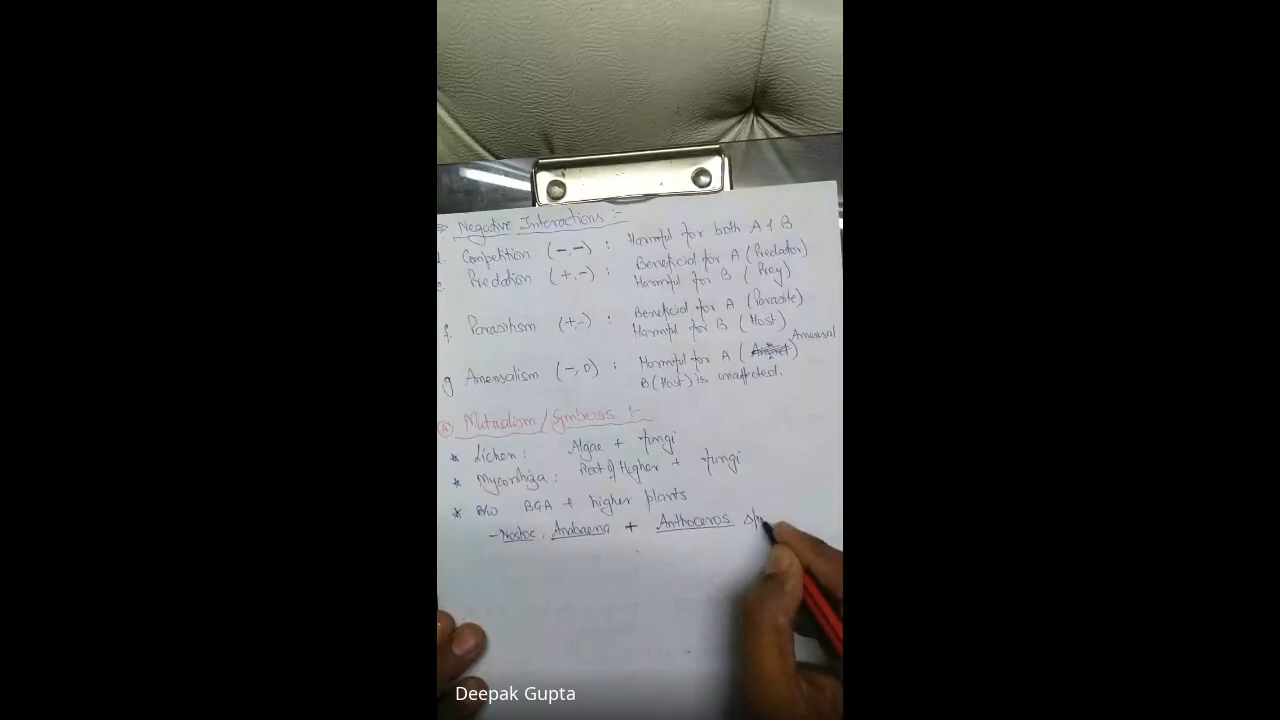 ⇒ Negative Interactions :-
d. Competition (-,-) : Harmful for both A & B
e. Predation (+,-) : Beneficial for A (Predator)
Harmful for B (Prey)
f. Parasitism (+,-) : Beneficial for A (Parasite)
Harmful for B (Host)
g Amensalism (-,0) : Harmful for A ( ) Amensal
B (Host) is unaffected.
(A) Mutualism / Symbiosis :-
* Lichen : Algae + fungi
* Mycorrhiza : Root of Higher + fungi
* B/W BGA + higher plants
- Nostoc, Anabaena + Anthoceros
Deepak Gupta